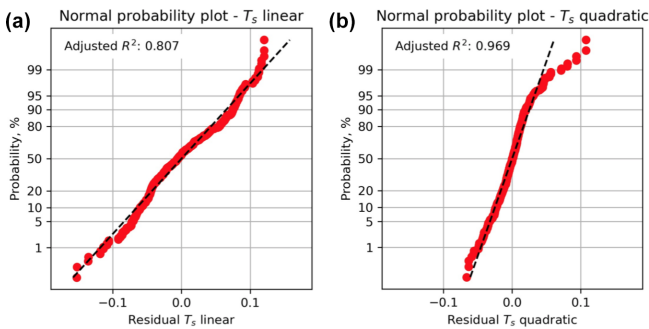 (a)
Normal probability plot - Ts linear
Adjusted R²: 0.807
Probability, %
99
95
90
80
50
20
10
5
1
−0.1
0.0
0.1
Residual Ts linear
(b)
Normal probability plot - Ts quadratic
Adjusted R²: 0.969
Probability, %
99
95
90
80
50
20
10
5
1
−0.1
0.0
0.1
Residual Ts quadratic